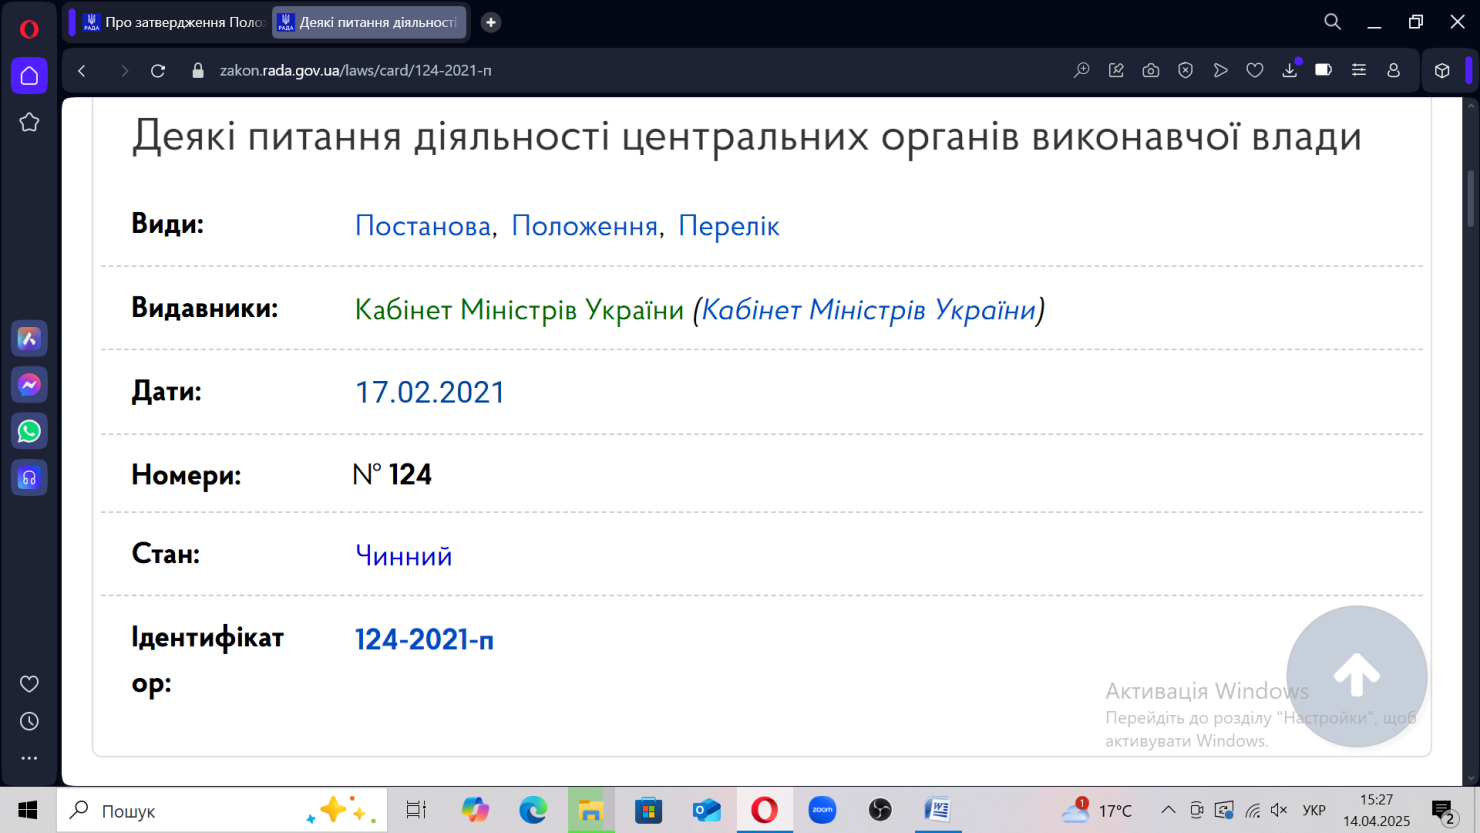 Про затвердження Поло
Деякі питання діяльності
zakon.rada.gov.ua/laws/card/124-2021-п
Деякі питання діяльності центральних органів виконавчої влади
Види: Постанова, Положення, Перелік
Видавники: Кабінет Міністрів України (Кабінет Міністрів України)
Дати: 17.02.2021
Номери: № 124
Стан: Чинний
Ідентифікат 124-2021-п
ор:
Активація Windows
Перейдіть до розділу "Настройки", щоб
активувати Windows.
Пошук
zoom
1
17°C
УКР
15:27
14.04.2025
2